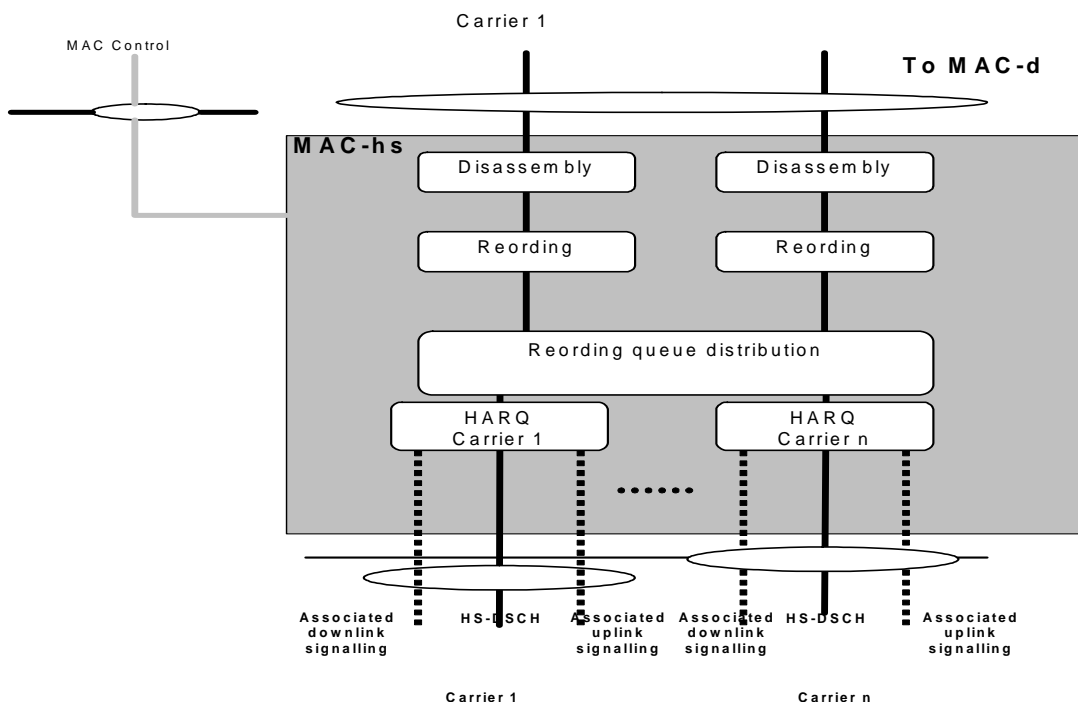 Carrier 1
MAC Control
To MAC-d
MAC-hs
Disassembly
Disassembly
Reording
Reording
Reording queue distribution
HARQ
Carrier 1
HARQ
Carrier n
Associated
downlink
signalling
HS-DSCH
Associated
uplink
signalling
Associated
downlink
signalling
HS-DSCH
Associated
uplink
signalling
Carrier 1
Carrier n